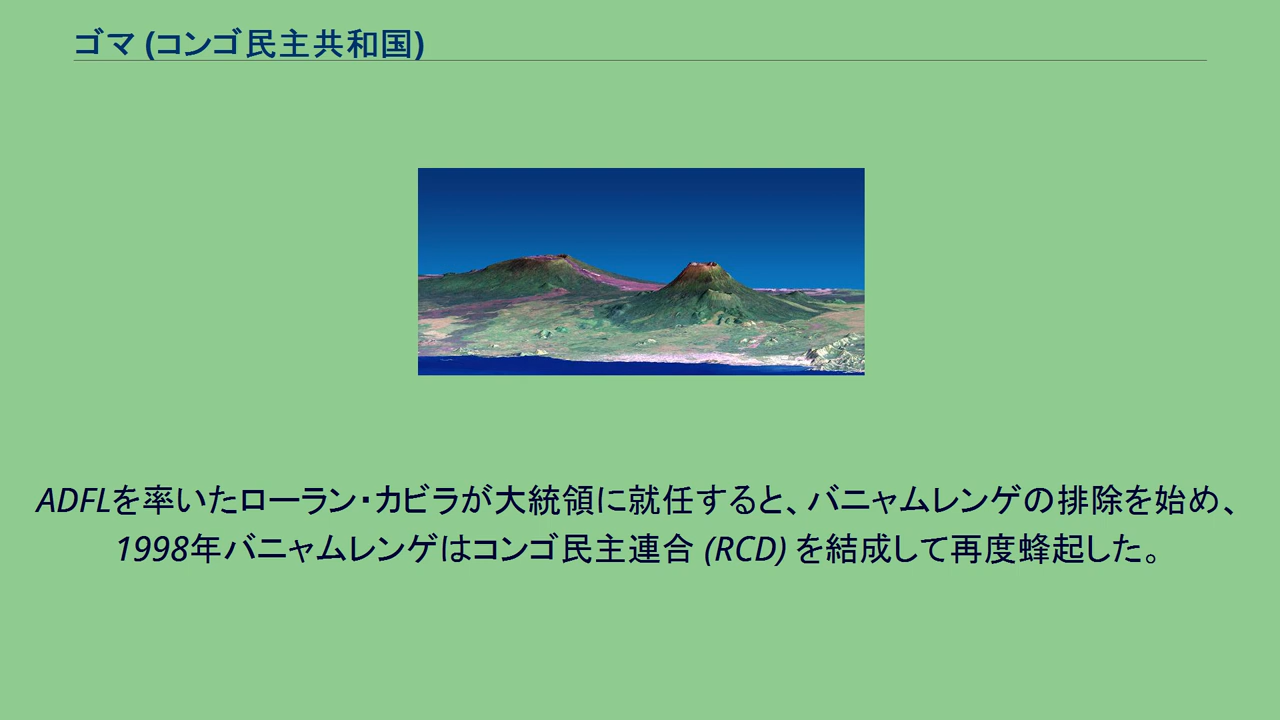 ゴマ (コンゴ民主共和国)
ADFLを率いたローラン・カビラが大統領に就任すると、バニャムレンゲの排除を始め、
1998年バニャムレンゲはコンゴ民主連合 (RCD) を結成して再度蜂起した。